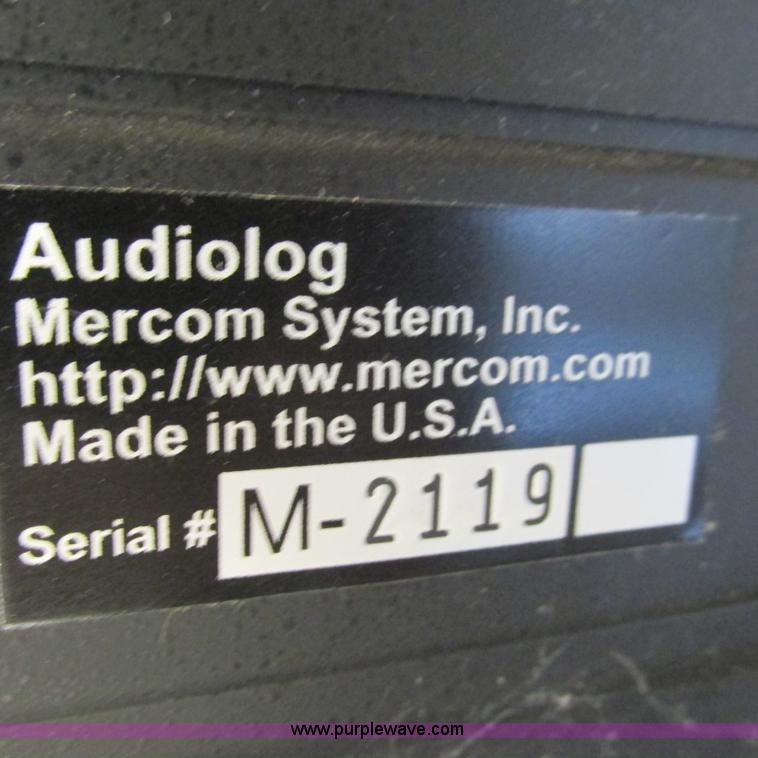 Audiolog
Mercom System, Inc.
http://www.mercom.com
Made in the U.S.A.
Serial # M-2119
www.purplewave.com